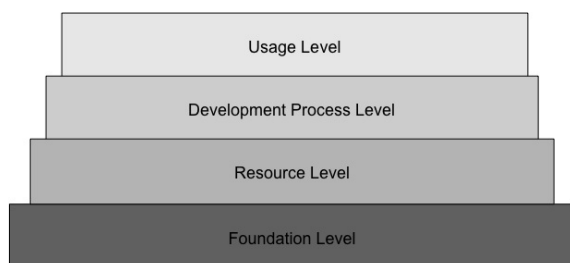 Usage Level
Development Process Level
Resource Level
Foundation Level